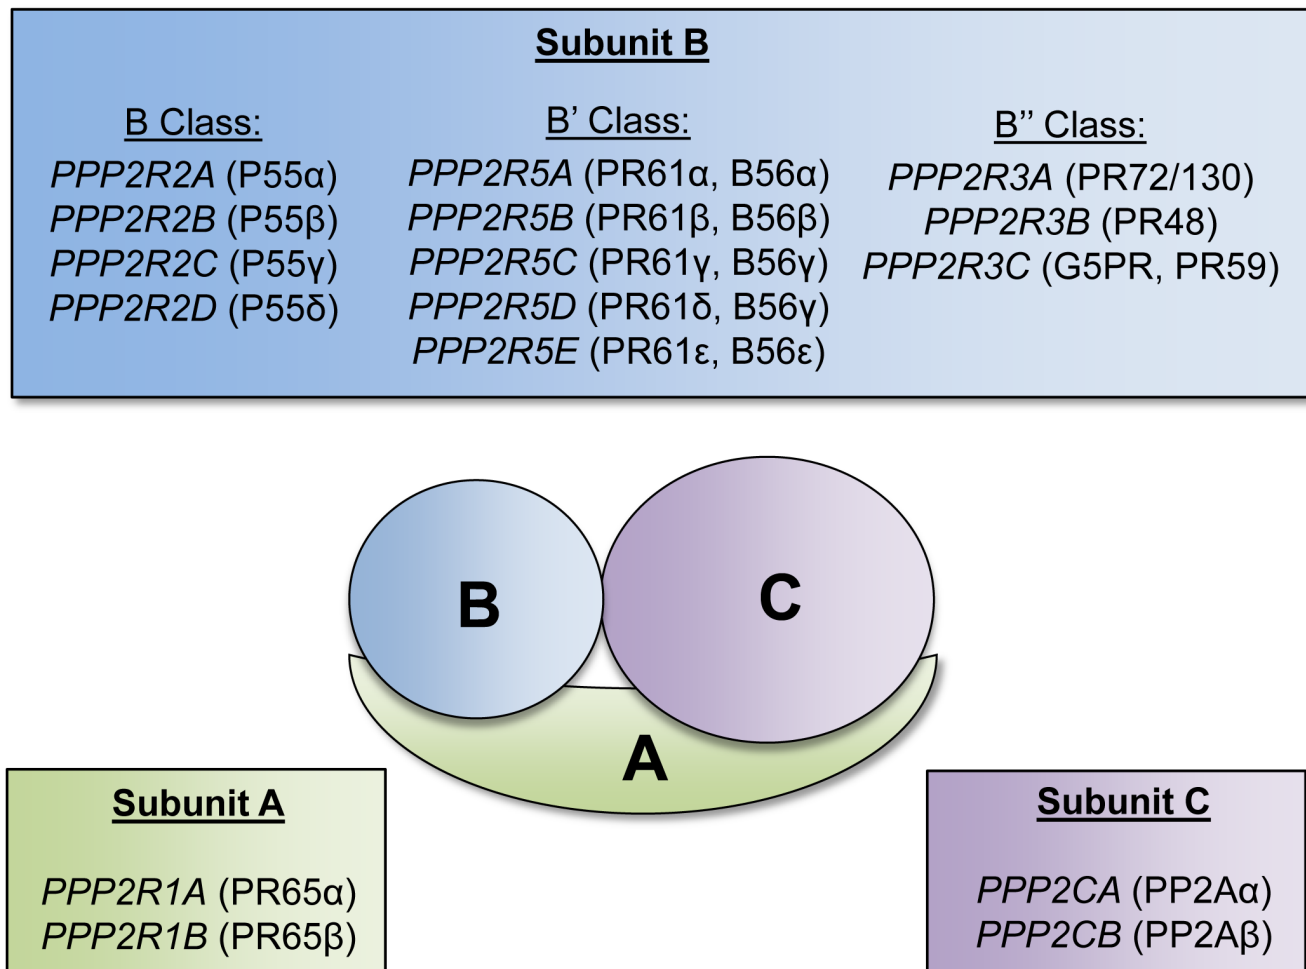 Subunit B
B Class:
PPP2R2A (P55α)
PPP2R2B (P55β)
PPP2R2C (P55γ)
PPP2R2D (P55δ)
B’ Class:
PPP2R5A (PR61α, B56α)
PPP2R5B (PR61β, B56β)
PPP2R5C (PR61γ, B56γ)
PPP2R5D (PR61δ, B56γ)
PPP2R5E (PR61ε, B56ε)
B’’ Class:
PPP2R3A (PR72/130)
PPP2R3B (PR48)
PPP2R3C (G5PR, PR59)
B
C
A
Subunit A
PPP2R1A (PR65α)
PPP2R1B (PR65β)
Subunit C
PPP2CA (PP2Aα)
PPP2CB (PP2Aβ)